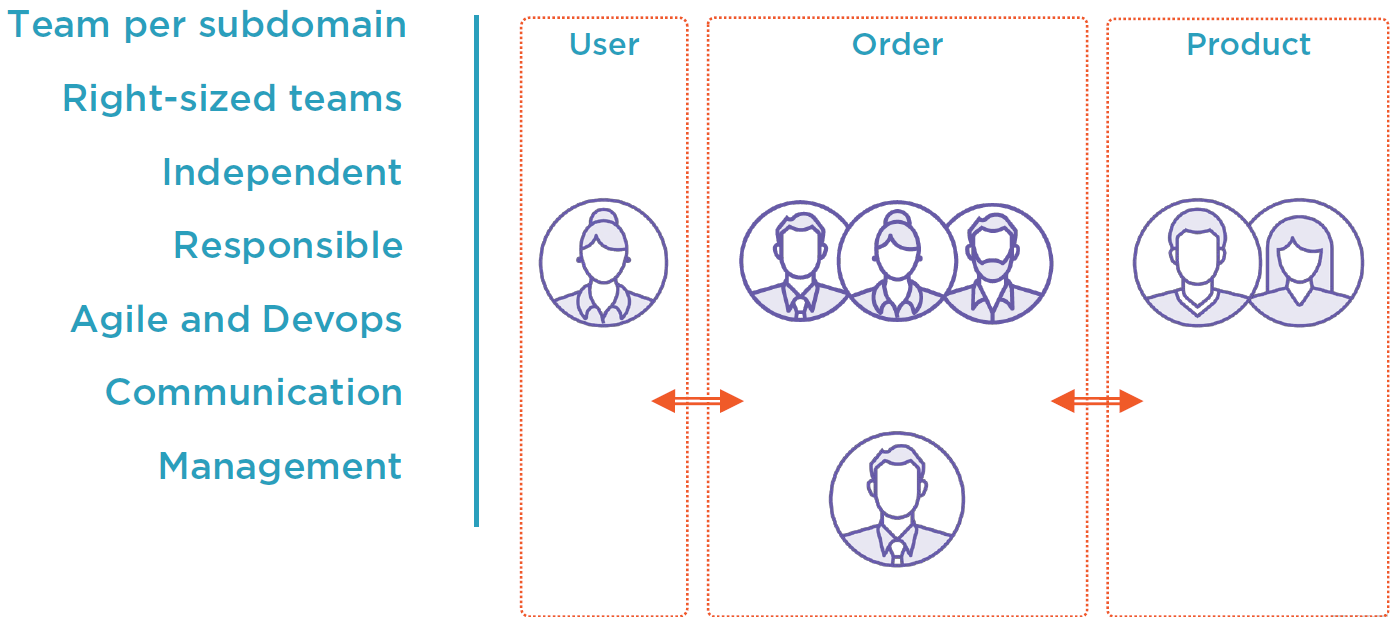 Team per subdomain
Right-sized teams
Independent
Responsible
Agile and Devops
Communication
Management
User
Order
Product